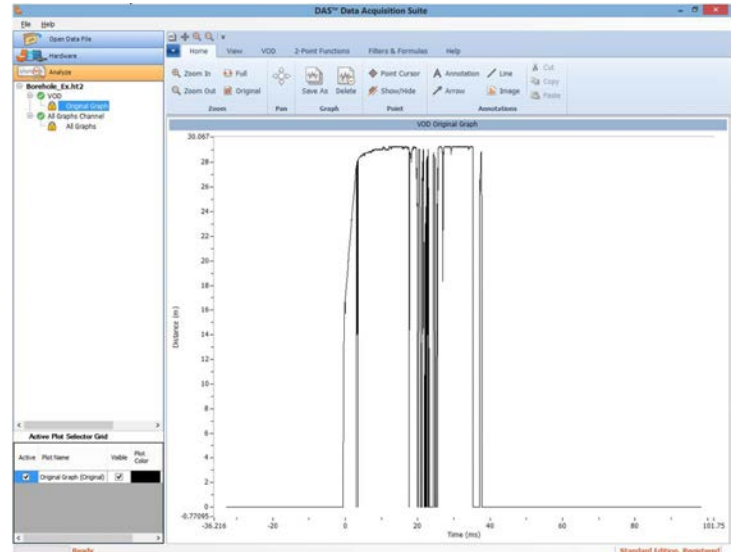 DAS™ Data Acquisition Suite
File Help
Open Data File
Hardware
Analyze
Borehole_Ex.ht2
VOD
Original Graph
All Graphs Channel
All Graphs
Home View VOD 2-Point Functions Filters & Formulas Help
Zoom In Full
Zoom Out Original
Zoom
Pan
Save As Delete
Graph
Point Cursor
Show/Hide
Point
Annotation Line
Arrow Image
Annotations
Cut
Copy
Paste
VOD Original Graph
30.067
28
26
24
22
20
18
16
14
12
10
8
6
4
2
0
-0.77095
Distance (m)
-36.216 -20 0 20 40 60 80 101.75
Time (ms)
Active Plot Selector Grid
Active Plot Name Visible Plot Color
Original Graph (Original)
Ready
Standard Edition, Registered